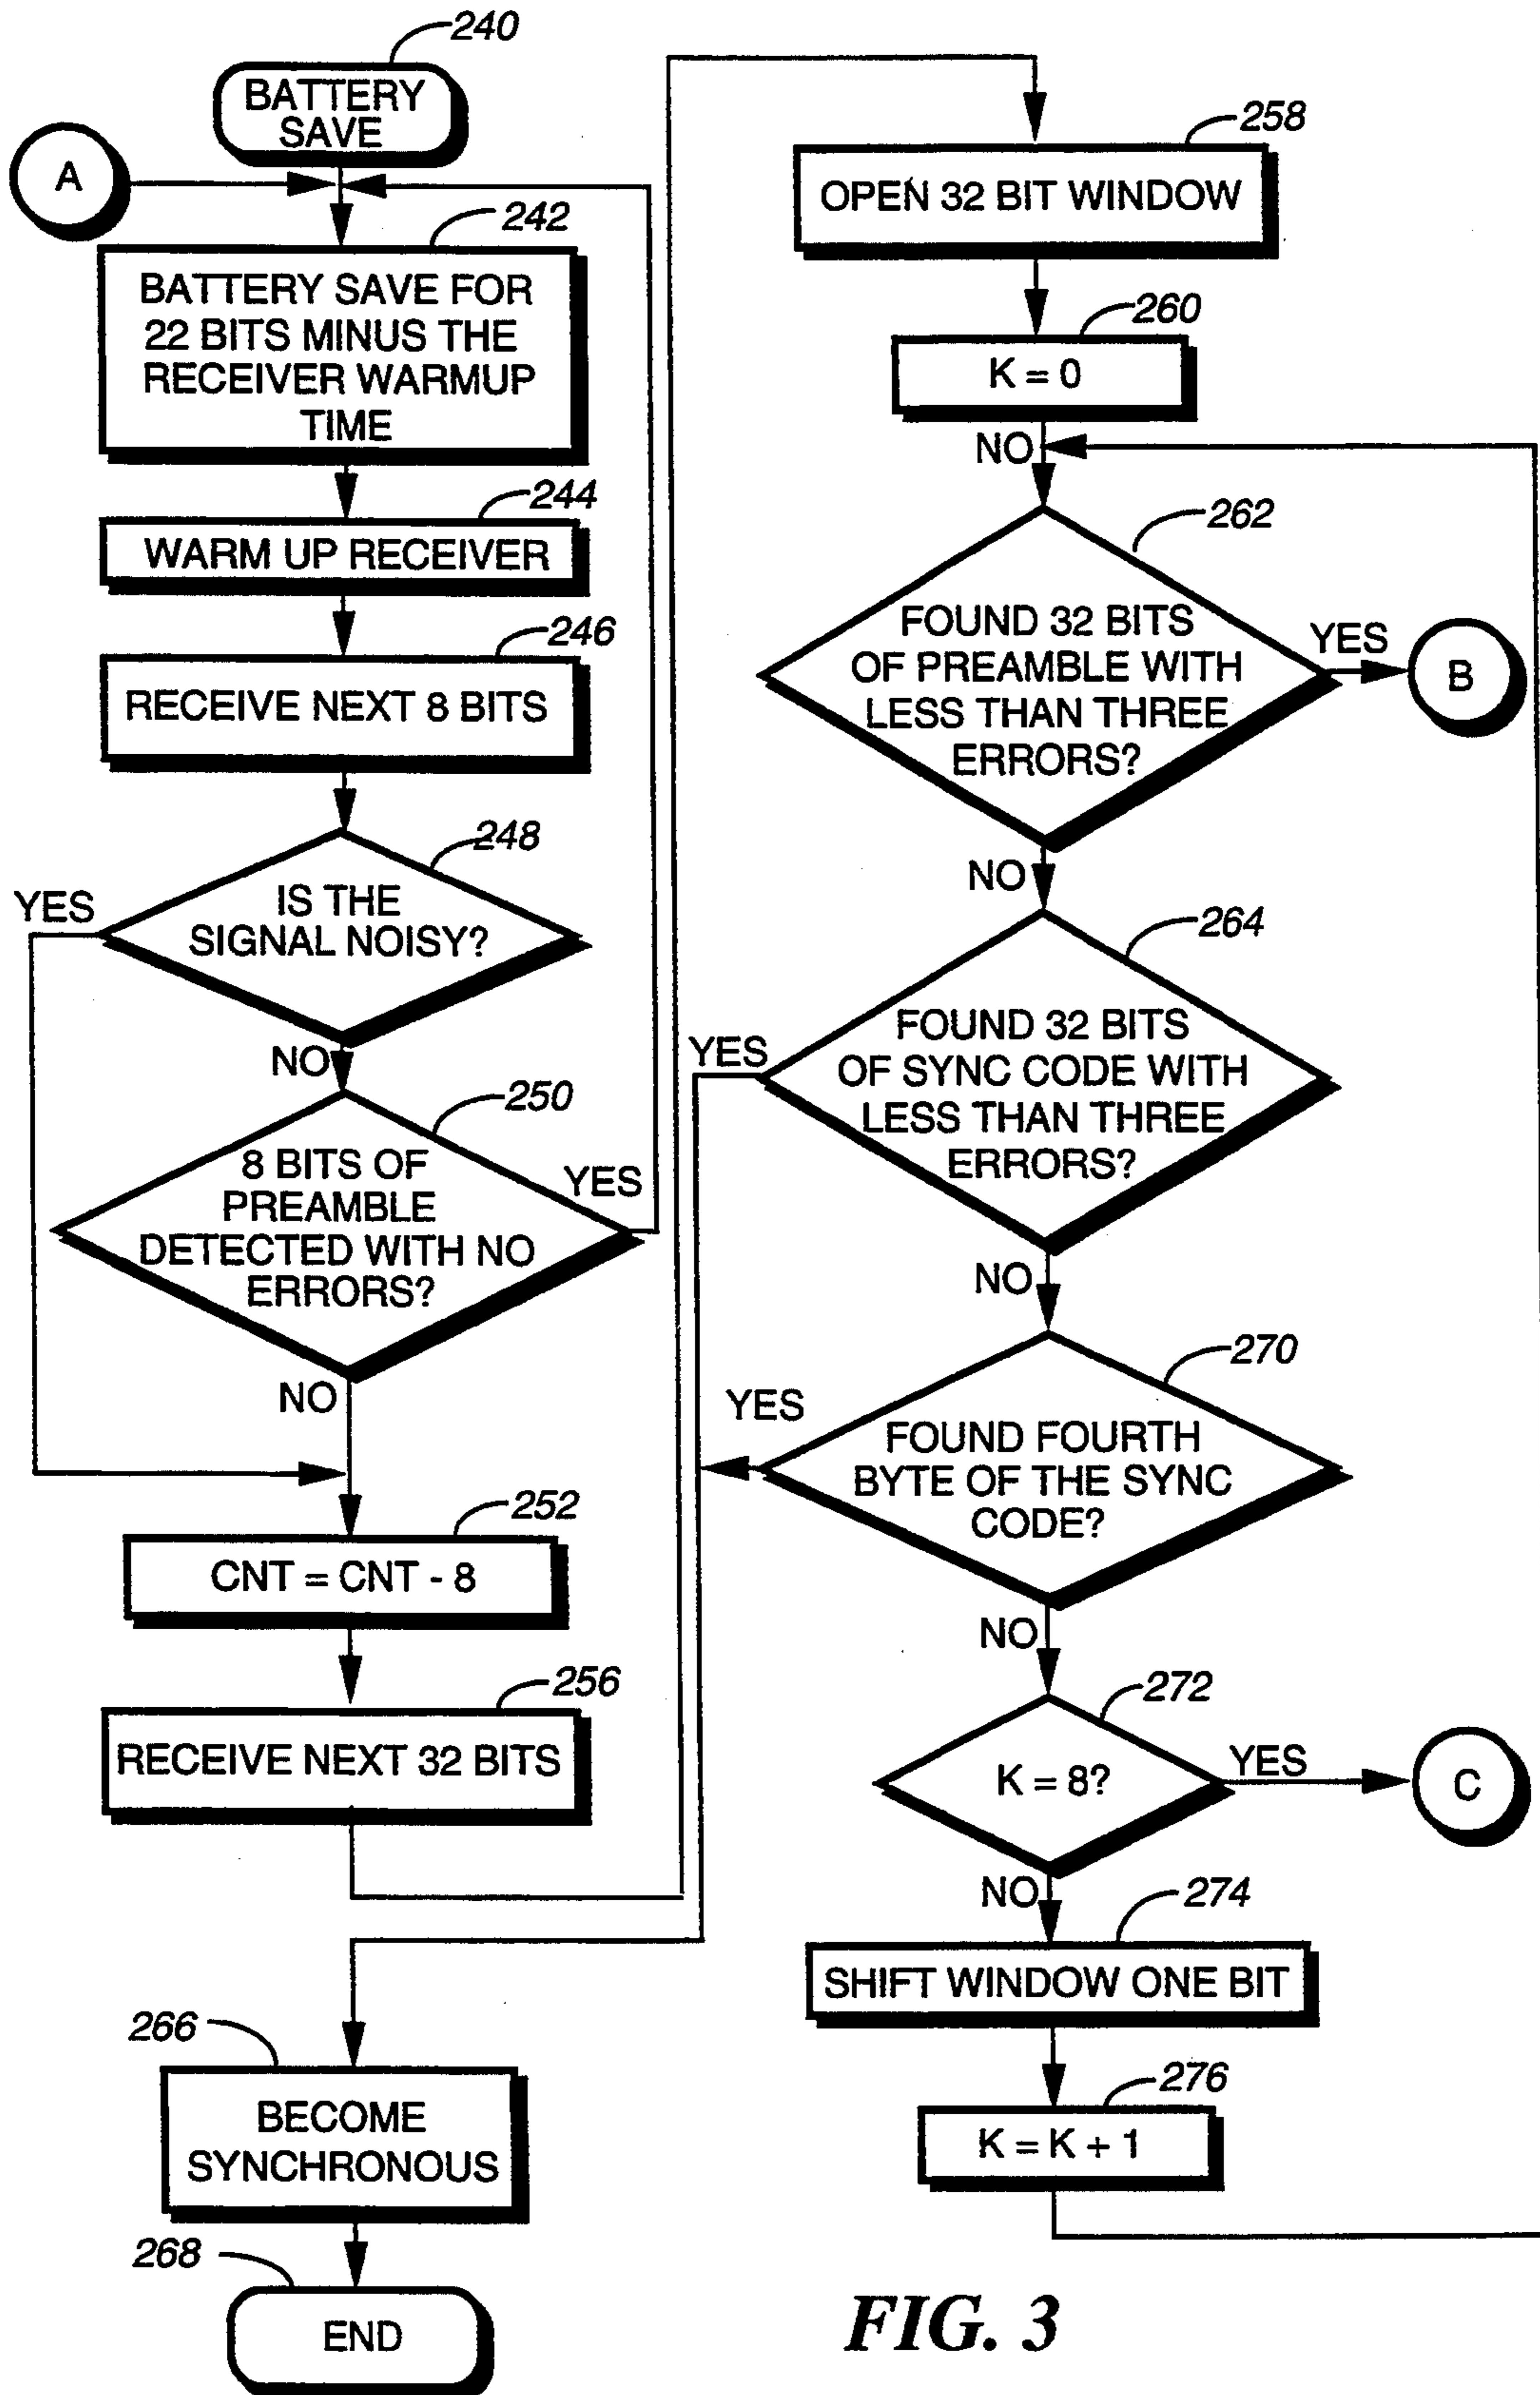 240
BATTERY
SAVE
A
242
BATTERY SAVE FOR
22 BITS MINUS THE
RECEIVER WARMUP
TIME
244
WARM UP RECEIVER
246
RECEIVE NEXT 8 BITS
248
IS THE
SIGNAL NOISY?
YES
NO
250
8 BITS OF
PREAMBLE
DETECTED WITH NO
ERRORS?
YES
NO
252
CNT = CNT - 8
256
RECEIVE NEXT 32 BITS
258
OPEN 32 BIT WINDOW
260
K = 0
NO
262
FOUND 32 BITS
OF PREAMBLE WITH
LESS THAN THREE
ERRORS?
YES
B
NO
264
FOUND 32 BITS
OF SYNC CODE WITH
LESS THAN THREE
ERRORS?
YES
NO
270
FOUND FOURTH
BYTE OF THE SYNC
CODE?
YES
NO
272
K = 8?
YES
C
NO
274
SHIFT WINDOW ONE BIT
276
K = K + 1
266
BECOME
SYNCHRONOUS
268
END
FIG. 3